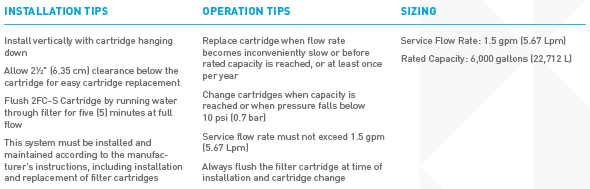 INSTALLATION TIPS
Install vertically with cartridge hanging
down
Allow 2½" (6.35 cm) clearance below the
cartridge for easy cartridge replacement
Flush 2FC-S Cartridge by running water
through filter for five (5) minutes at full
flow
This system must be installed and
maintained according to the manufac-
turer's instructions, including installation
and replacement of filter cartridges
OPERATION TIPS
Replace cartridge when flow rate
becomes inconveniently slow or before
rated capacity is reached, or at least once
per year
Change cartridges when capacity is
reached or when pressure falls below
10 psi (0.7 bar)
Service flow rate must not exceed 1.5 gpm
(5.67 Lpm)
Always flush the filter cartridge at time of
installation and cartridge change
SIZING
Service Flow Rate: 1.5 gpm (5.67 Lpm)
Rated Capacity: 6,000 gallons (22,712 L)